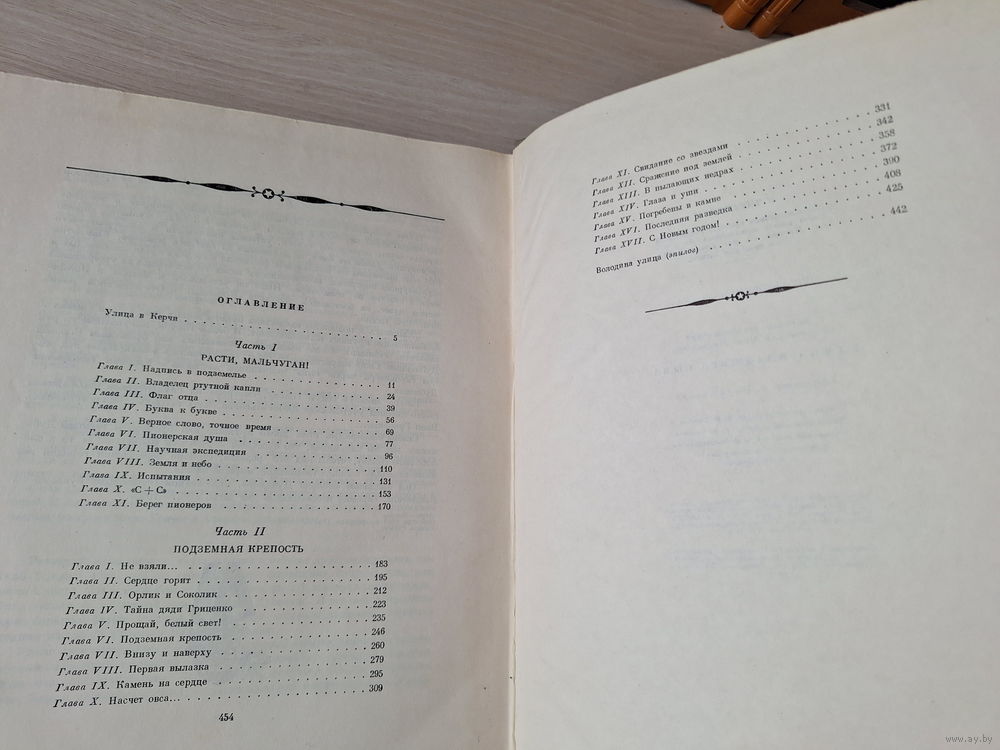 ОГЛАВЛЕНИЕ
Улица в Керчи . . . . . . . . . . . . . . . . . . . . 5
Часть I
РАСТИ, МАЛЬЧУГАН!
Глава I. Надпись в подземелье . . . . . . . . . . . 11
Глава II. Владелец ртутной капли . . . . . . . . . . 24
Глава III. Флаг отца . . . . . . . . . . . . . . . . 39
Глава IV. Буква к букве . . . . . . . . . . . . . . 56
Глава V. Верное слово, точное время . . . . . . . . 69
Глава VI. Пионерская душа . . . . . . . . . . . . . 77
Глава VII. Научная экспедиция . . . . . . . . . . . 96
Глава VIII. Земля и небо . . . . . . . . . . . . . . 110
Глава IX. Испытания . . . . . . . . . . . . . . . . 131
Глава X. «С + С» . . . . . . . . . . . . . . . . . . 153
Глава XI. Берег пионеров . . . . . . . . . . . . . . 170
Часть II
ПОДЗЕМНАЯ КРЕПОСТЬ
Глава I. Не взяли... . . . . . . . . . . . . . . . . 183
Глава II. Сердце горит . . . . . . . . . . . . . . . 195
Глава III. Орлик и Соколик . . . . . . . . . . . . . 212
Глава IV. Тайна дяди Гриценко . . . . . . . . . . . 223
Глава V. Прощай, белый свет! . . . . . . . . . . . . 235
Глава VI. Подземная крепость . . . . . . . . . . . . 246
Глава VII. Внизу и наверху . . . . . . . . . . . . . 260
Глава VIII. Первая вылазка . . . . . . . . . . . . . 279
Глава IX. Камень на сердце . . . . . . . . . . . . . 295
Глава X. Насчет овса... . . . . . . . . . . . . . . 309
454
Глава XI. Свидание со звездами . . . . . . . . . . . 331
Глава XII. Сражение под землей . . . . . . . . . . . 342
Глава XIII. В пылающих недрах . . . . . . . . . . . 358
Глава XIV. Глаза и уши . . . . . . . . . . . . . . . 372
Глава XV. Погребены в камне . . . . . . . . . . . . 390
Глава XVI. Последняя разведка . . . . . . . . . . . 408
Глава XVII. С Новым годом! . . . . . . . . . . . . . 425
Володина улица (эпилог) . . . . . . . . . . . . . . 442
www.ay.by